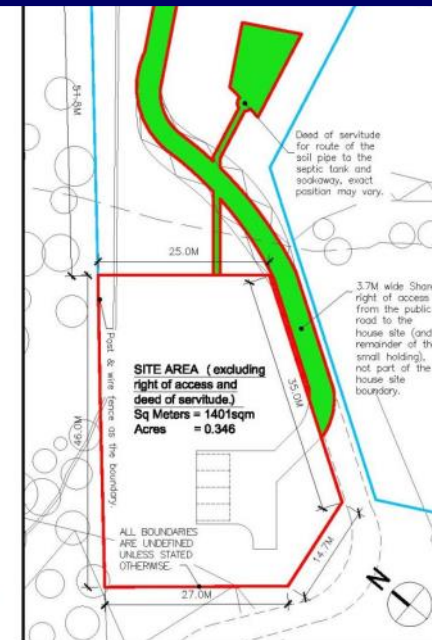 51.8M
Deed of servitude
for route of the
soil pipe to the
septic tank and
soakaway, exact
position may vary.
25.0M
3.7M wide Share
right of access
from the public
road to the
house site (and
remainder of the
small holding),
not part of the
house site
boundary.
Post & wire fence as the boundary.
SITE AREA (excluding
right of access and
deed of servitude.)
Sq Meters = 1401sqm
Acres = 0.346
35.0M
46.0M
ALL BOUNDARIES
ARE UNDEFINED
UNLESS STATED
OTHERWISE.
14.7M
27.0M
N